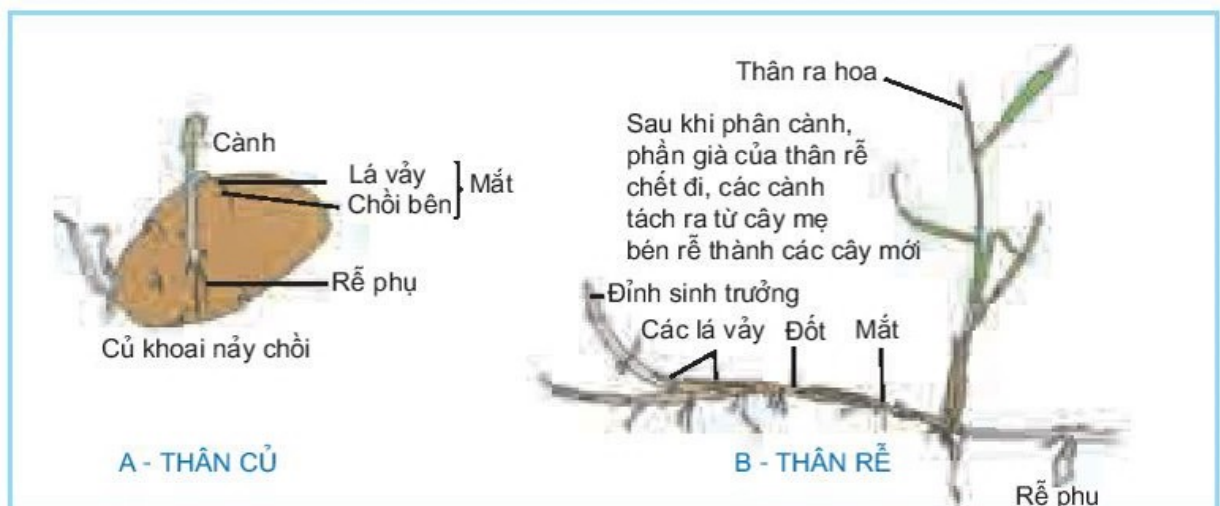 Cành
Lá vảy
Chồi bên
Mắt
Rễ phụ
Củ khoai nảy chồi
A - THÂN CỦ
Thân ra hoa
Sau khi phân cành,
phần già của thân rễ
chết đi, các cành
tách ra từ cây mẹ
bén rễ thành các cây mới
Đỉnh sinh trưởng
Các lá vảy
Đốt
Mắt
B - THÂN RỄ
Rễ phụ